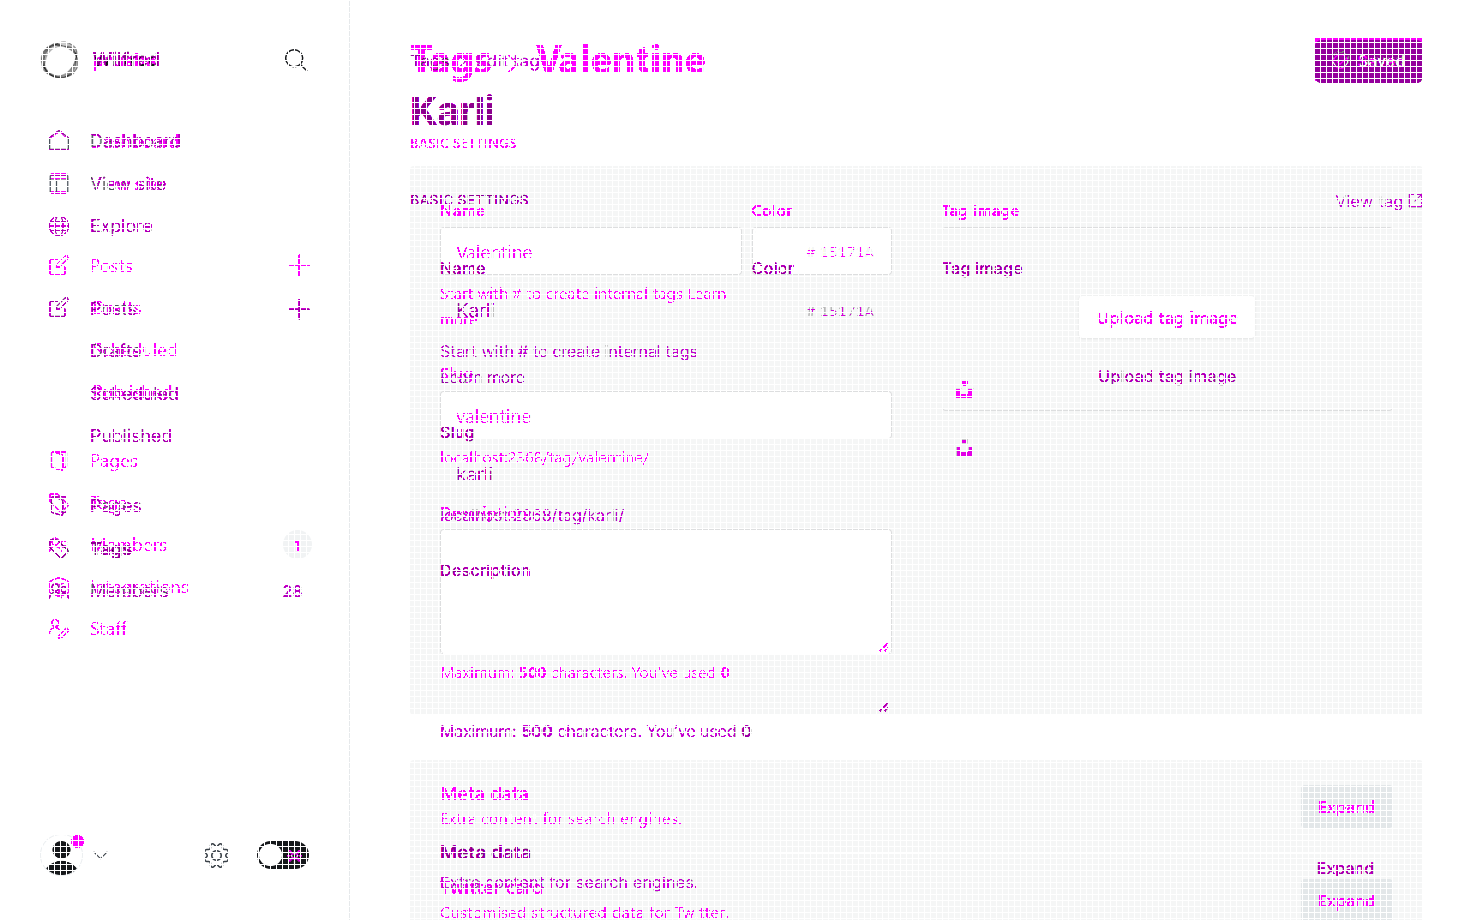 Dashboard
View site
Explore
Posts
Posts
Scheduled
Published
Pages
Pages
Tags
Members
1
Integrations
Members
28
Staff
Tags
Valentine
Saved
Karli
BASIC SETTINGS
BASIC SETTINGS
View tag
Name
Color
Tag image
Valentine
# 15171A
Name
Color
Tag image
Start with # to create internal tags Learn
more
Karli
# 15171A
Upload tag image
Start with # to create internal tags
Learn more
Upload tag image
valentine
Slug
localhost:2368/tag/valentine/
karli
localhost:2368/tag/karli/
Description
Maximum: 500 characters. You've used 0
Maximum: 500 characters. You've used 0
Meta data
Extra content for search engines.
Expand
Meta data
Extra content for search engines.
Expand
Twitter card
Customised structured data for Twitter.
Expand